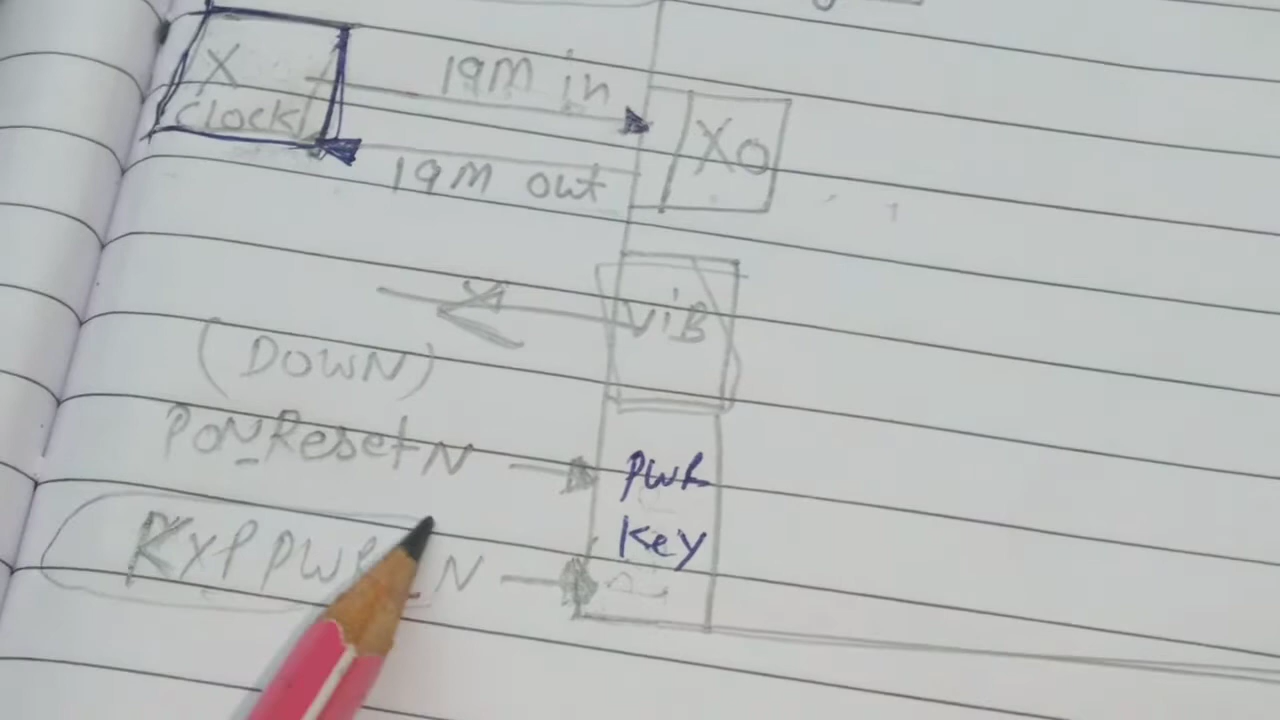 X
clock
19M in
XO
19M out
ViB
(DOWN)
PON_ResetN
PWR
Key
KYPPWR_N